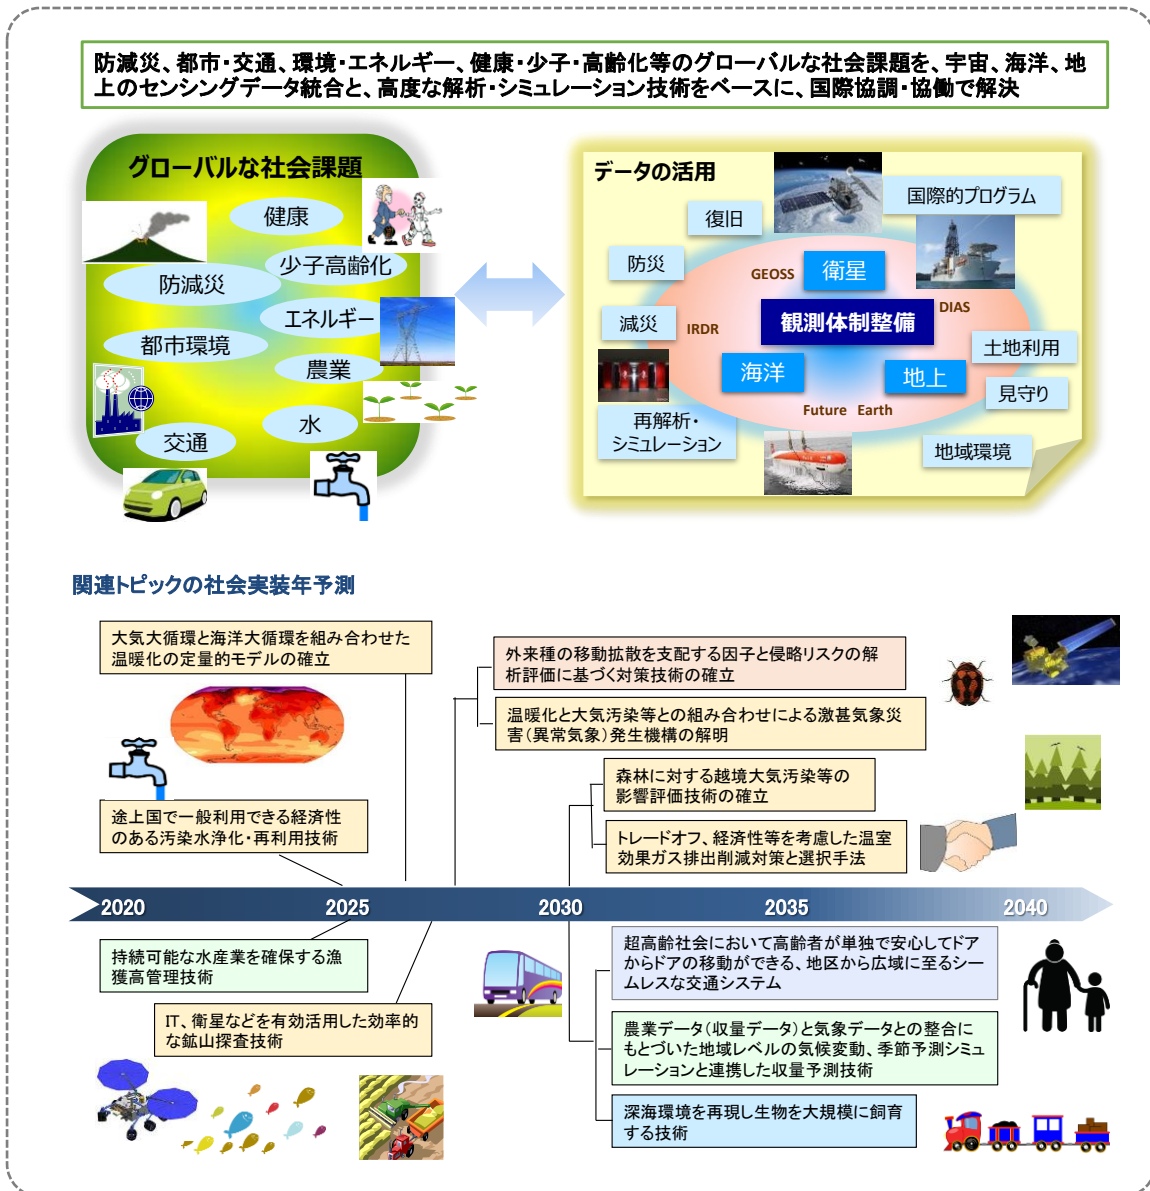 防減災、都市・交通、環境・エネルギー、健康・少子・高齢化等のグローバルな社会課題を、宇宙、海洋、地
上のセンシングデータ統合と、高度な解析・シミュレーション技術をベースに、国際協調・協働で解決
グローバルな社会課題
健康
少子高齢化
防減災
エネルギー
都市環境
農業
水
交通
データの活用
国際的プログラム
復旧
防災
GEOSS
衛星
DIAS
減災
IRDR
観測体制整備
土地利用
海洋
地上
見守り
Future Earth
再解析・
シミュレーション
地域環境
関連トピックの社会実装年予測
大気大循環と海洋大循環を組み合わせた
温暖化の定量的モデルの確立
外来種の移動拡散を支配する因子と侵略リスクの解
析評価に基づく対策技術の確立
温暖化と大気汚染等との組み合わせによる激甚気象災
害（異常気象）発生機構の解明
森林に対する越境大気汚染等の
影響評価技術の確立
途上国で一般利用できる経済性
のある汚染水浄化・再利用技術
トレードオフ、経済性等を考慮した温室
効果ガス排出削減対策と選択手法
2020 2025 2030 2035 2040
持続可能な水産業を確保する漁
獲高管理技術
IT、衛星などを有効活用した効率的
な鉱山探査技術
超高齢社会において高齢者が単独で安心してドア
からドアの移動ができる、地区から広域に至るシーム
レスな交通システム
農業データ（収量データ）と気象データとの整合に
もとづいた地域レベルの気候変動、季節予測シミュ
レーションと連携した収量予測技術
深海環境を再現し生物を大規模に飼育
する技術